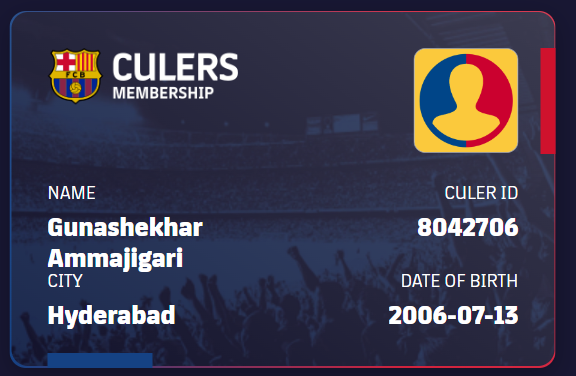 FCB
CULERS
MEMBERSHIP
NAME
Gunashekhar
Ammajigari
CULER ID
8042706
CITY
Hyderabad
DATE OF BIRTH
2006-07-13